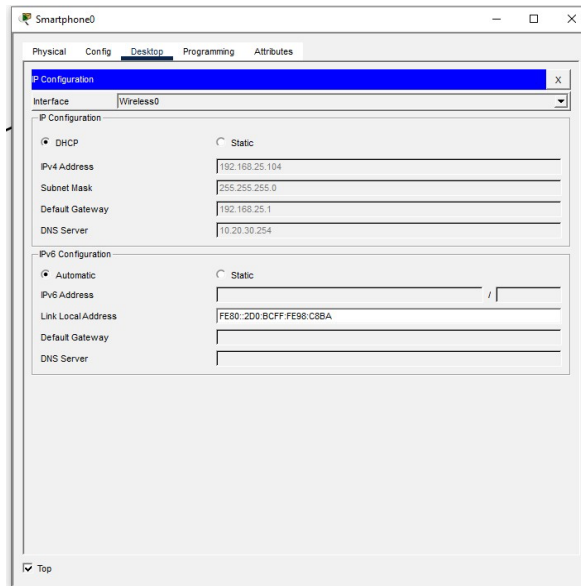 Smartphone0
Physical Config Desktop Programming Attributes
IP Configuration X
Interface Wireless0
IP Configuration
DHCP Static
IPv4 Address 192.168.25.104
Subnet Mask 255.255.255.0
Default Gateway 192.168.25.1
DNS Server 10.20.30.254
IPv6 Configuration
Automatic Static
IPv6 Address /
Link Local Address FE80::2D0:BCFF:FE98:C8BA
Default Gateway
DNS Server
Top